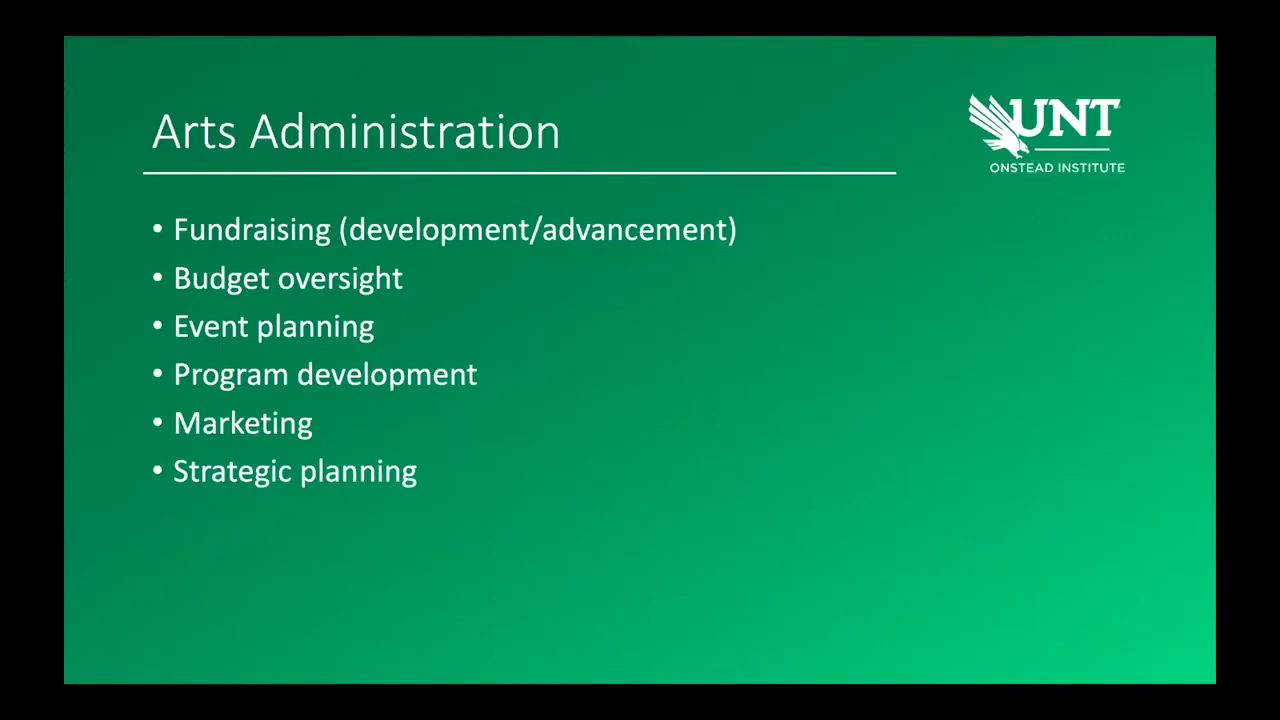 Arts Administration
UNT
ONSTEAD INSTITUTE
• Fundraising (development/advancement)
• Budget oversight
• Event planning
• Program development
• Marketing
• Strategic planning